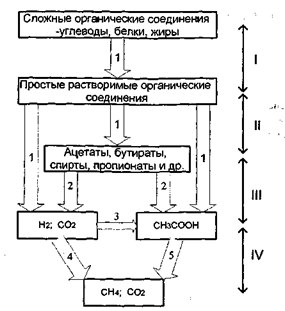 Сложные органические соединения
-углеводы, белки, жиры
1
I
Простые растворимые органические
соединения
1
1
1
II
Ацетаты, бутираты,
спирты, пропионаты и др.
2
2
III
H2; CO2
3
CH3COOH
4
5
IV
CH4; CO2